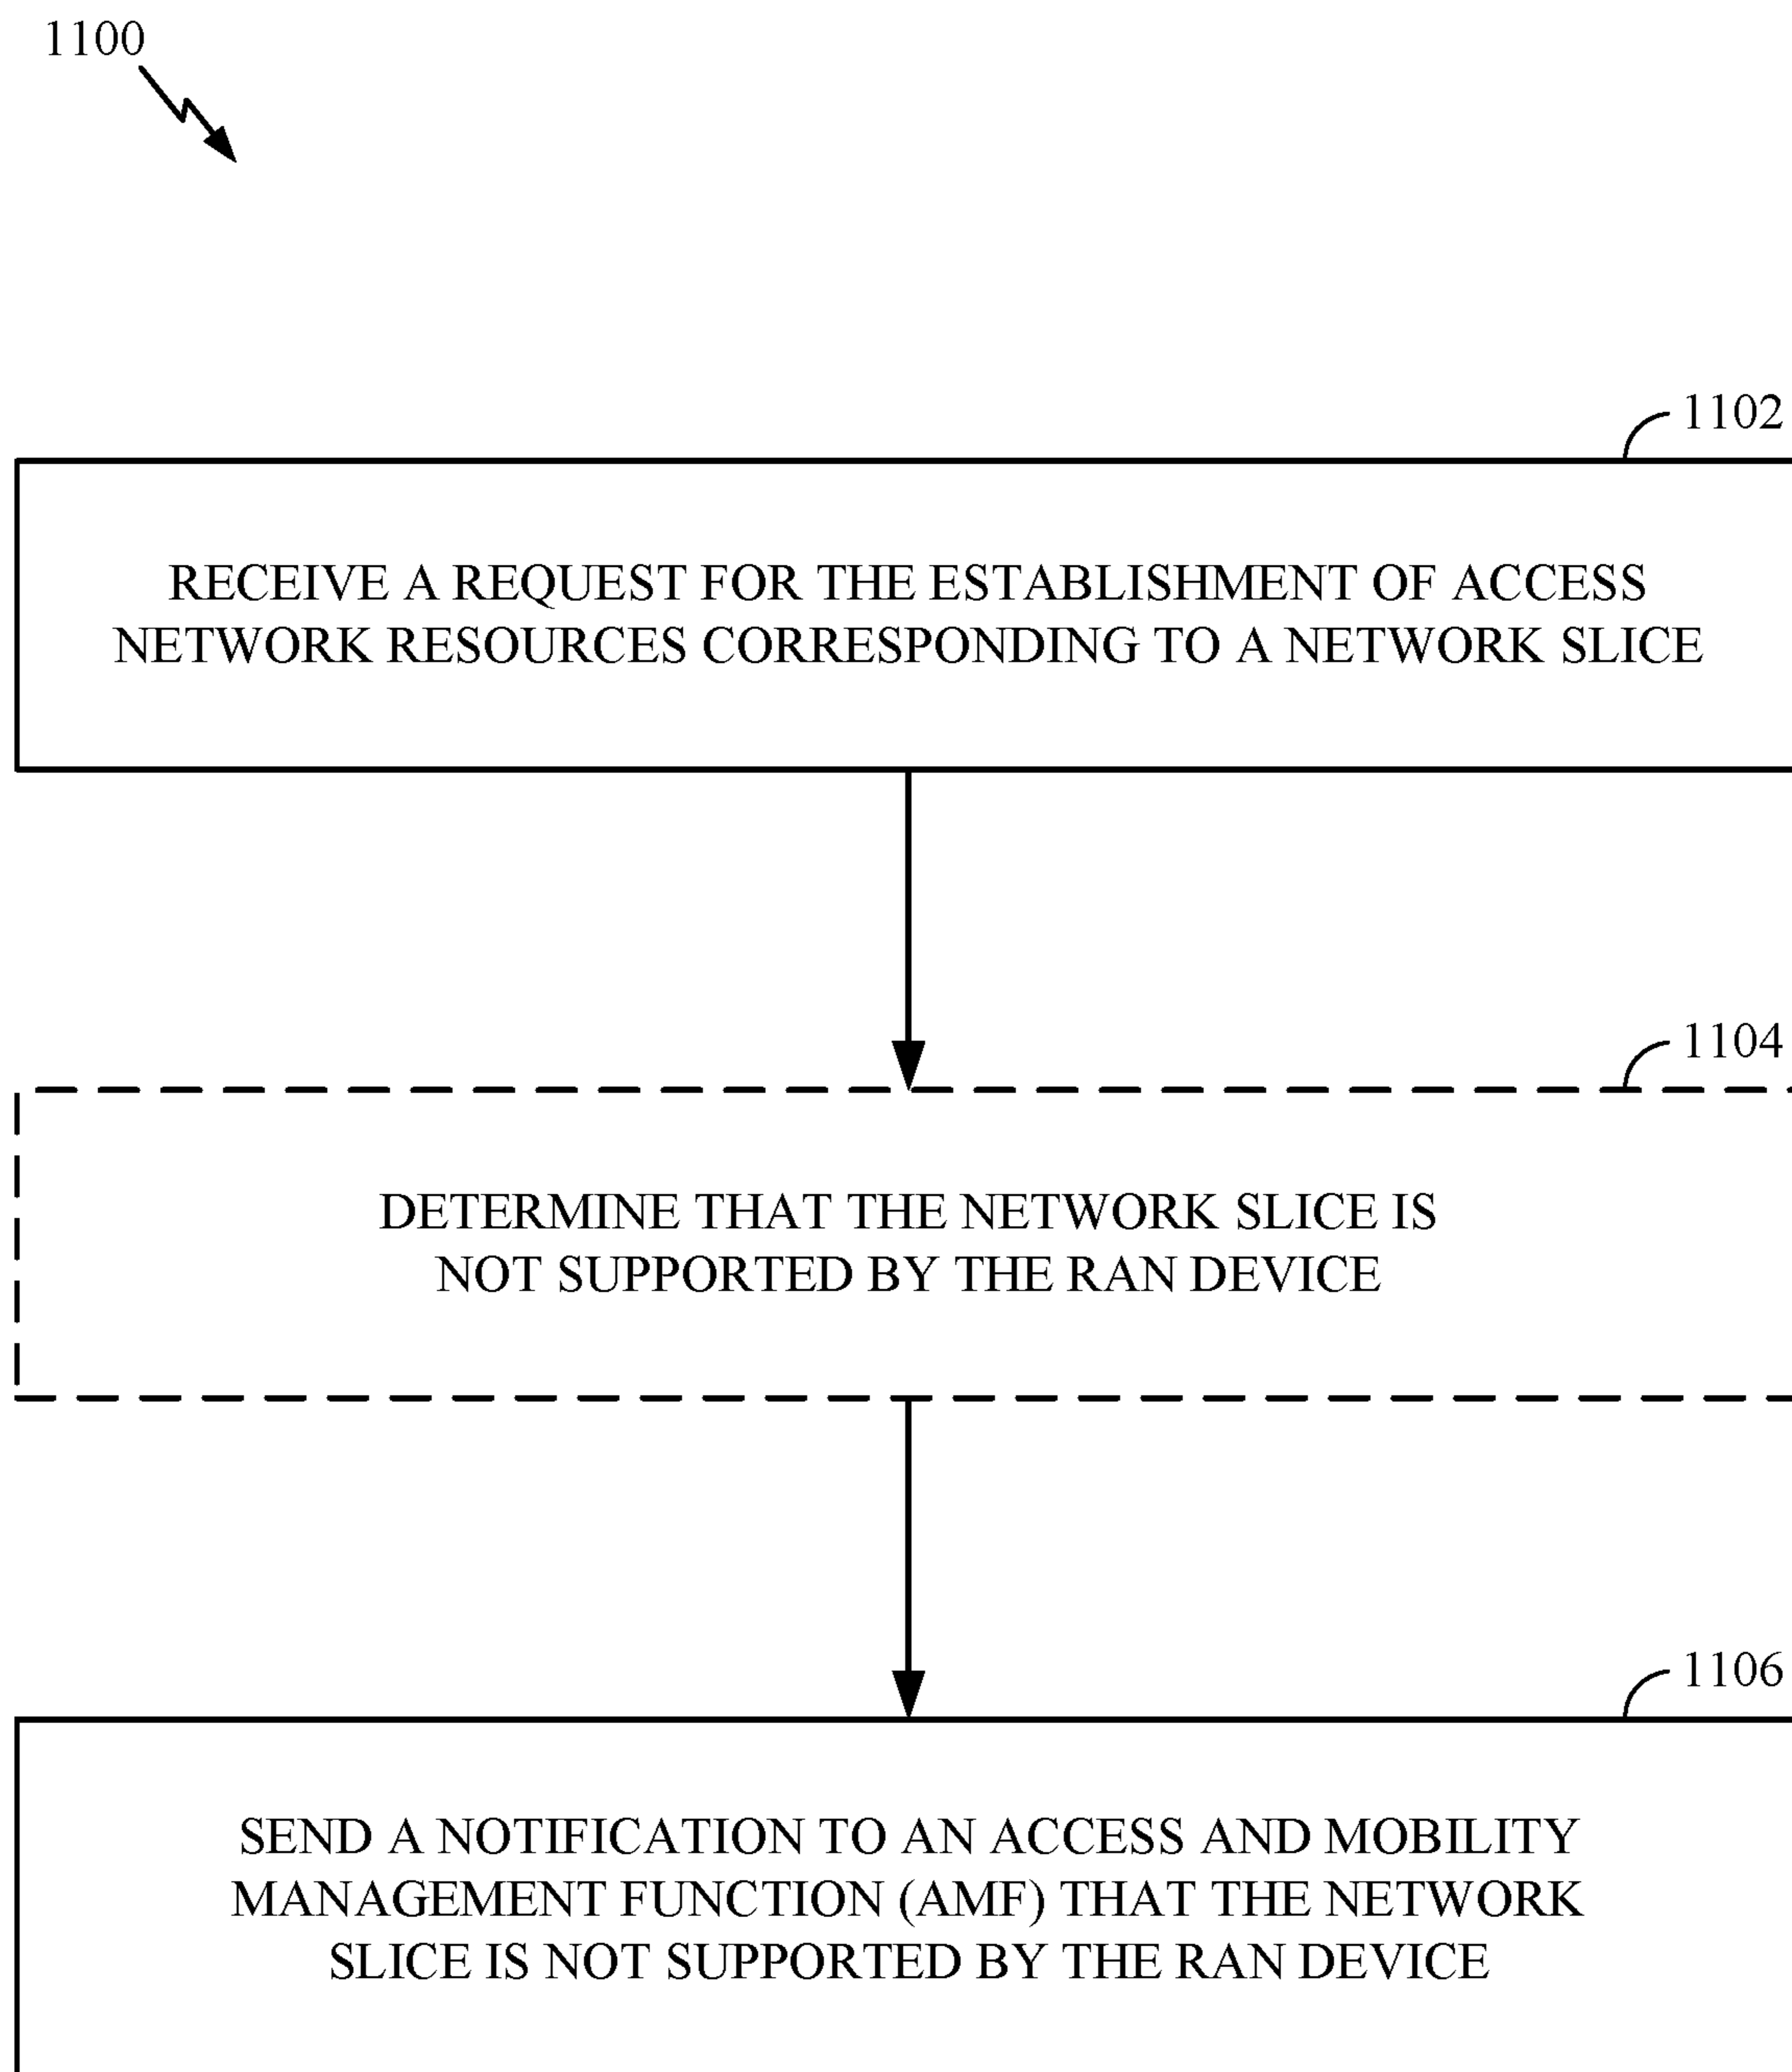 1100
1102
RECEIVE A REQUEST FOR THE ESTABLISHMENT OF ACCESS
NETWORK RESOURCES CORRESPONDING TO A NETWORK SLICE
1104
DETERMINE THAT THE NETWORK SLICE IS
NOT SUPPORTED BY THE RAN DEVICE
1106
SEND A NOTIFICATION TO AN ACCESS AND MOBILITY
MANAGEMENT FUNCTION (AMF) THAT THE NETWORK
SLICE IS NOT SUPPORTED BY THE RAN DEVICE